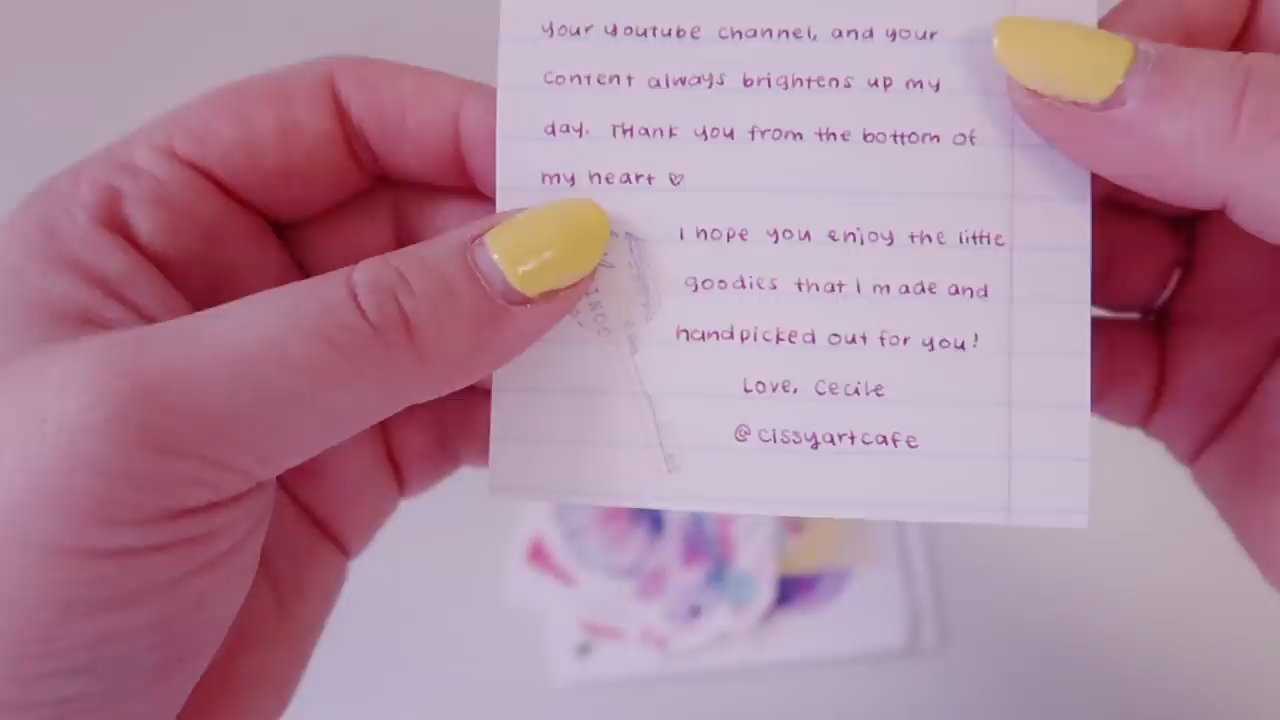 your youtube channel, and your
content always brightens up my
day. Thank you from the bottom of
my heart ♡
I hope you enjoy the little
goodies that I made and
handpicked out for you!
Love, Cecile
@cissyartcafe